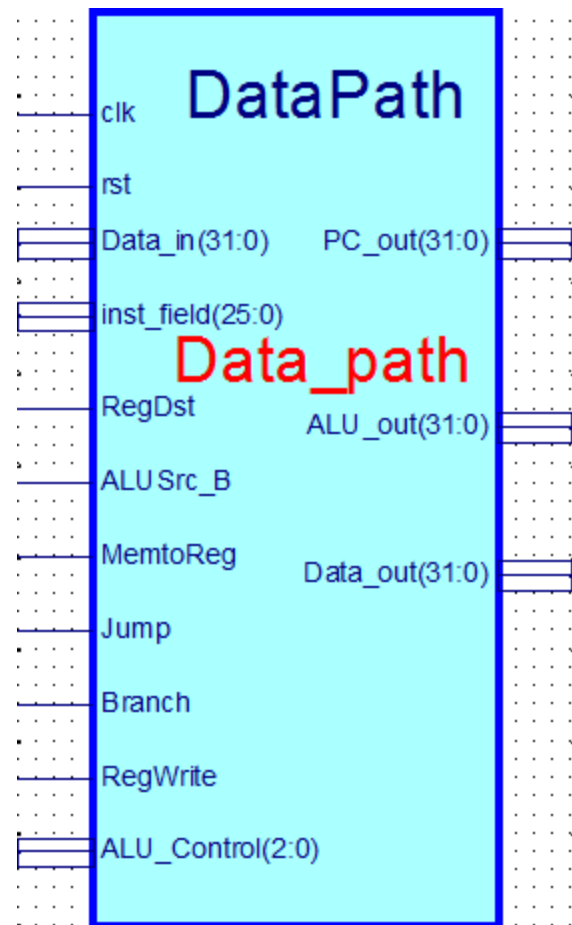 DataPath
clk
rst
Data_in(31:0) PC_out(31:0)
inst_field(25:0)
Data_path
RegDst
ALU_out(31:0)
ALUSrc_B
MemtoReg
Data_out(31:0)
Jump
Branch
RegWrite
ALU_Control(2:0)